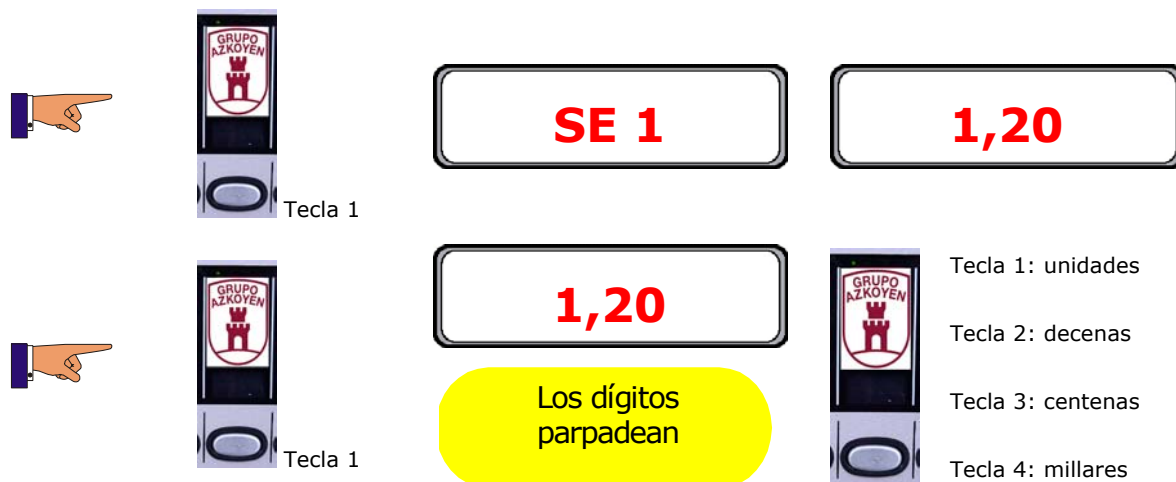 GRUPO
AZKOYEN
SE 1
1,20
Tecla 1
GRUPO
AZKOYEN
1,20
GRUPO
AZKOYEN
Tecla 1: unidades
Tecla 2: decenas
Los dígitos
parpadean
Tecla 3: centenas
Tecla 1
Tecla 4: millares